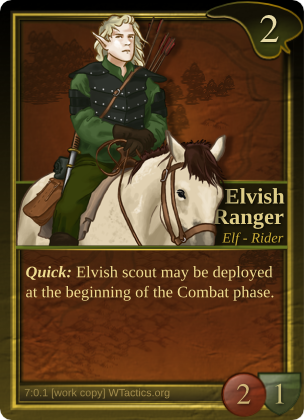 2
Elvish
Ranger
Elf - Rider
Quick: Elvish scout may be deployed
at the beginning of the Combat phase.
7:0.1 [work copy] WTactics.org
2 1